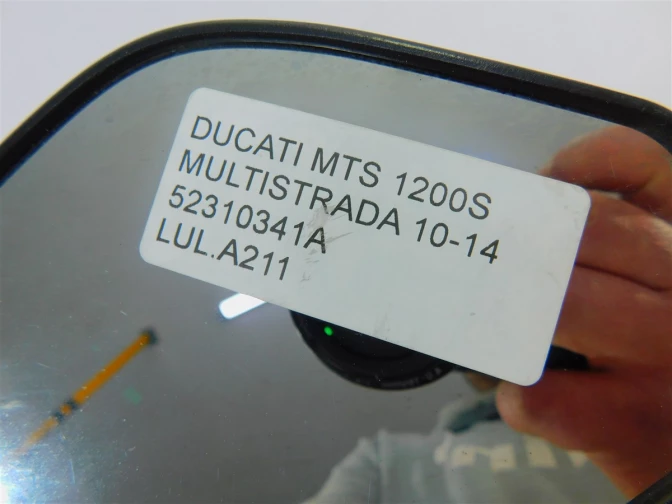 DUCATI MTS 1200S
MULTISTRADA 10-14
52310341A
LUL.A211